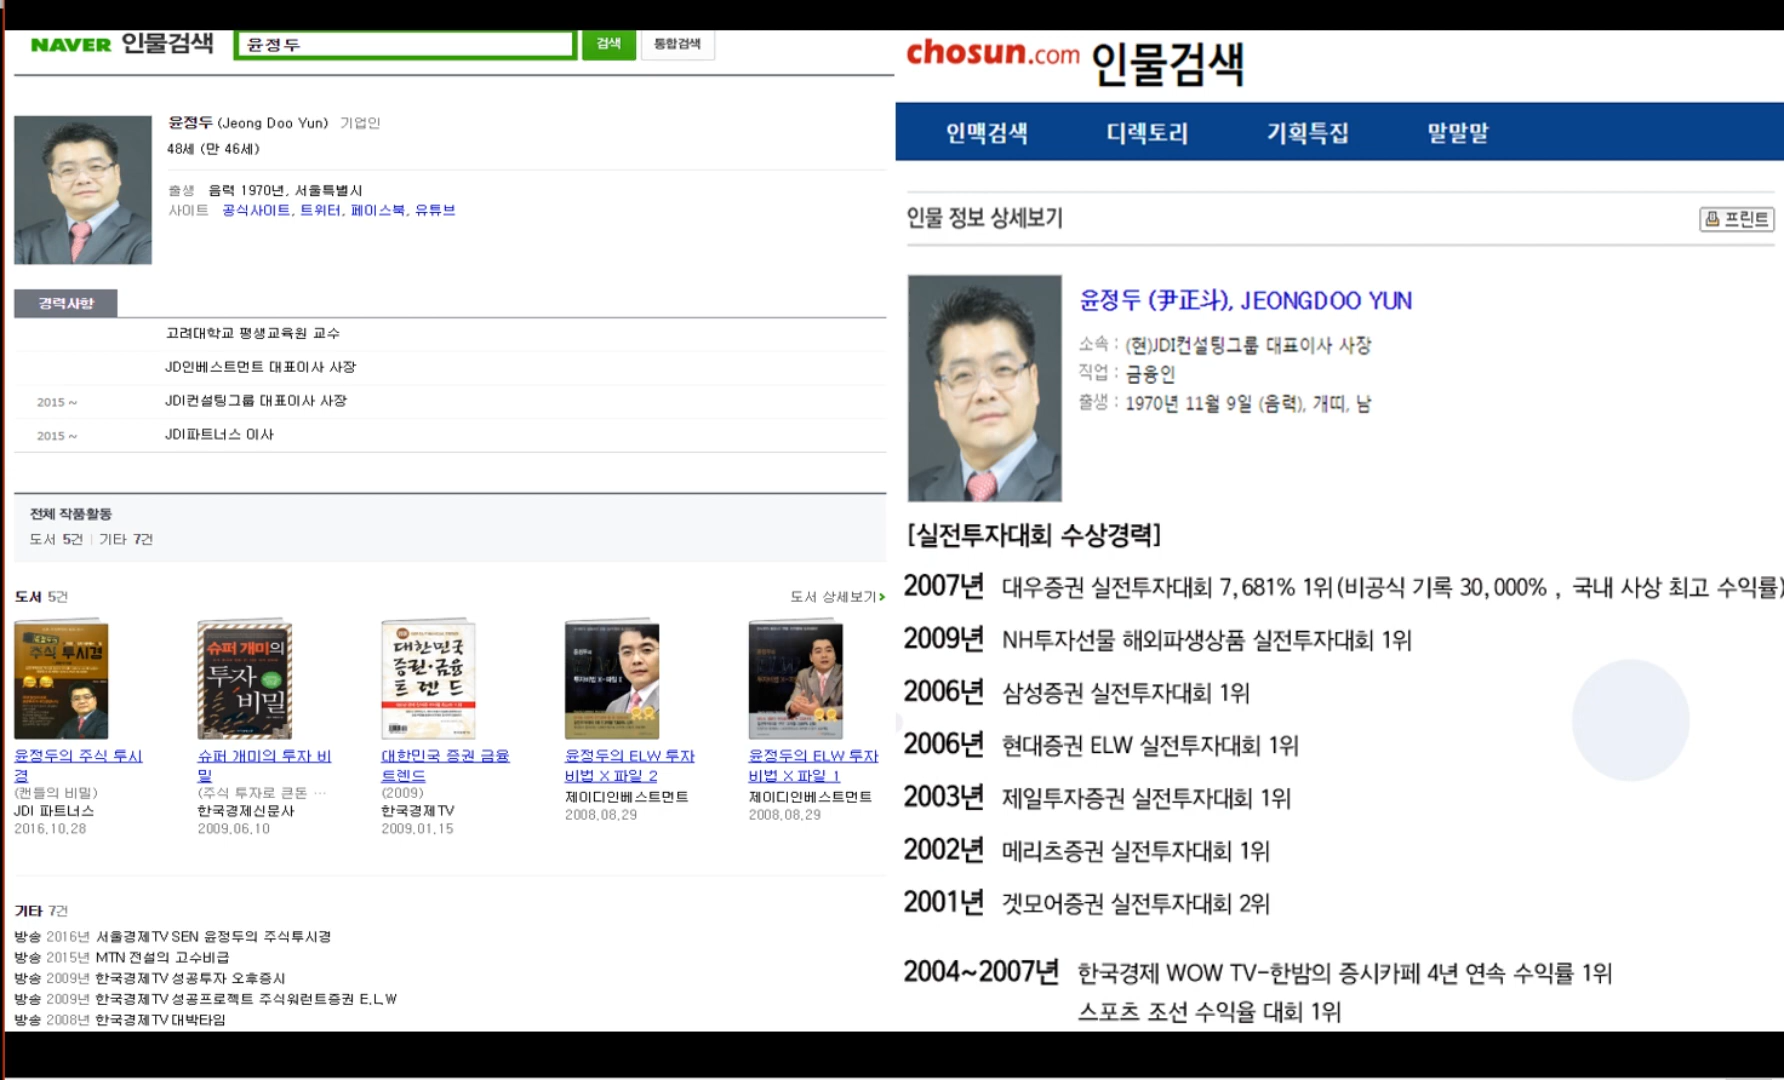 NAVER 인물검색
윤정두
검색
통합검색
윤정두 (Jeong Doo Yun) 기업인
48세 (만 46세)
출생 음력 1970년, 서울특별시
사이트 공식사이트, 트위터, 페이스북, 유튜브
경력사항
고려대학교 평생교육원 교수
JD인베스트먼트 대표이사 사장
2015 ~ JDI컨설팅그룹 대표이사 사장
2015 ~ JDI파트너스 이사
전체 작품활동
도서 5건 | 기타 7건
도서 5건
도서 상세보기
주식 투시경
슈퍼 개미의
투자
비밀
대한민국
증권·금융
트렌드
윤정두의 주식 투시
경
(캔들의 비밀)
JDI 파트너스
2016.10.28
슈퍼 개미의 투자 비
밀
(주식 투자로 큰돈 …
한국경제신문사
2009.06.10
대한민국 증권 금융
트렌드
(2009)
한국경제TV
2009.01.15
윤정두의 ELW 투자
비법 X 파일 2
제이디인베스트먼트
2008.08.29
윤정두의 ELW 투자
비법 X 파일 1
제이디인베스트먼트
2008.08.29
기타 7건
방송 2016년 서울경제TV SEN 윤정두의 주식투시경
방송 2015년 MTN 전설의 고수비급
방송 2009년 한국경제TV 성공투자 오후증시
방송 2009년 한국경제TV 성공프로젝트 주식워런트증권 E.L.W
방송 2008년 한국경제TV 대박타임
chosun.com 인물검색
인맥검색 디렉토리 기획특집 말말말
인물 정보 상세보기
프린트
윤정두 (尹正斗), JEONGDOO YUN
소속 : (현)JDI컨설팅그룹 대표이사 사장
직업 : 금융인
출생 : 1970년 11월 9일 (음력), 개띠, 남
[실전투자대회 수상경력]
2007년 대우증권 실전투자대회 7,681% 1위(비공식 기록 30,000% , 국내 사상 최고 수익률)
2009년 NH투자선물 해외파생상품 실전투자대회 1위
2006년 삼성증권 실전투자대회 1위
2006년 현대증권 ELW 실전투자대회 1위
2003년 제일투자증권 실전투자대회 1위
2002년 메리츠증권 실전투자대회 1위
2001년 겟모어증권 실전투자대회 2위
2004~2007년 한국경제 WOW TV-한밤의 증시카페 4년 연속 수익률 1위
스포츠 조선 수익율 대회 1위